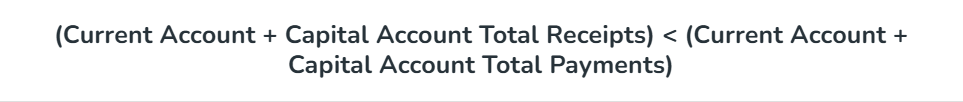 (Current Account + Capital Account Total Receipts) < (Current Account +
Capital Account Total Payments)